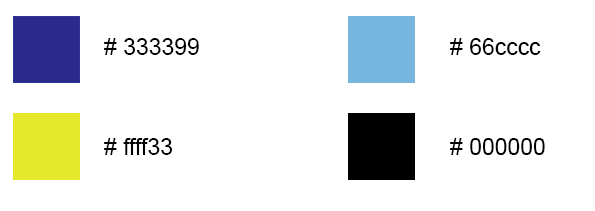 # 333399
# 66cccc
# ffff33
# 000000